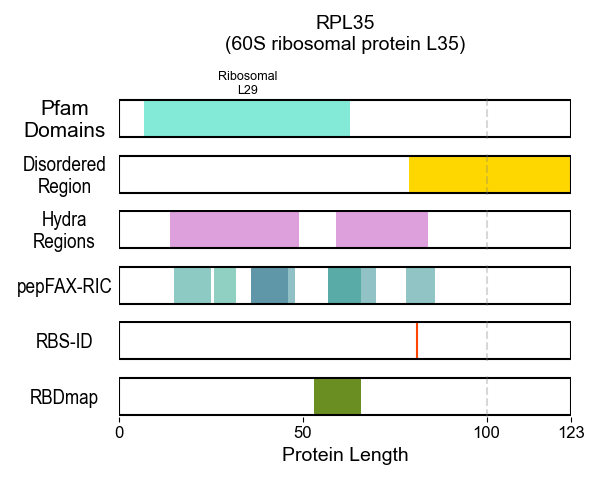 RPL35
(60S ribosomal protein L35)
Ribosomal
L29
Pfam
Domains
Disordered
Region
Hydra
Regions
pepFAX-RIC
RBS-ID
RBDmap
0 50 100 123
Protein Length